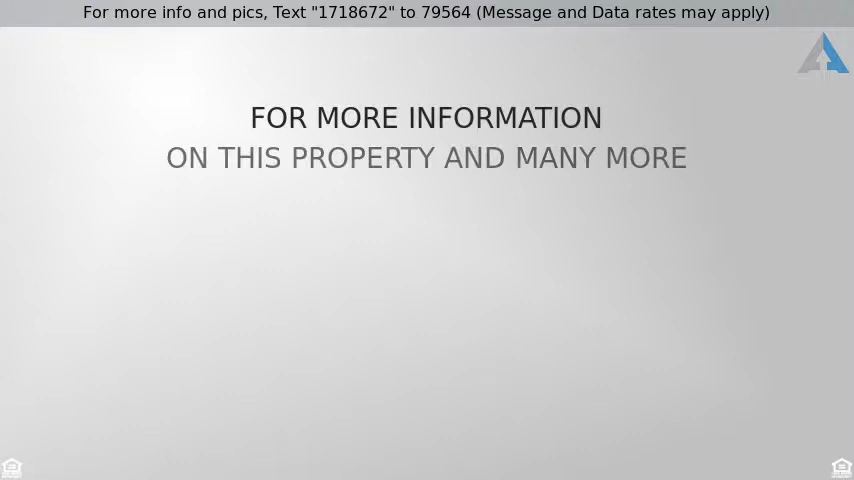 For more info and pics, Text "1718672" to 79564 (Message and Data rates may apply)
FOR MORE INFORMATION
ON THIS PROPERTY AND MANY MORE